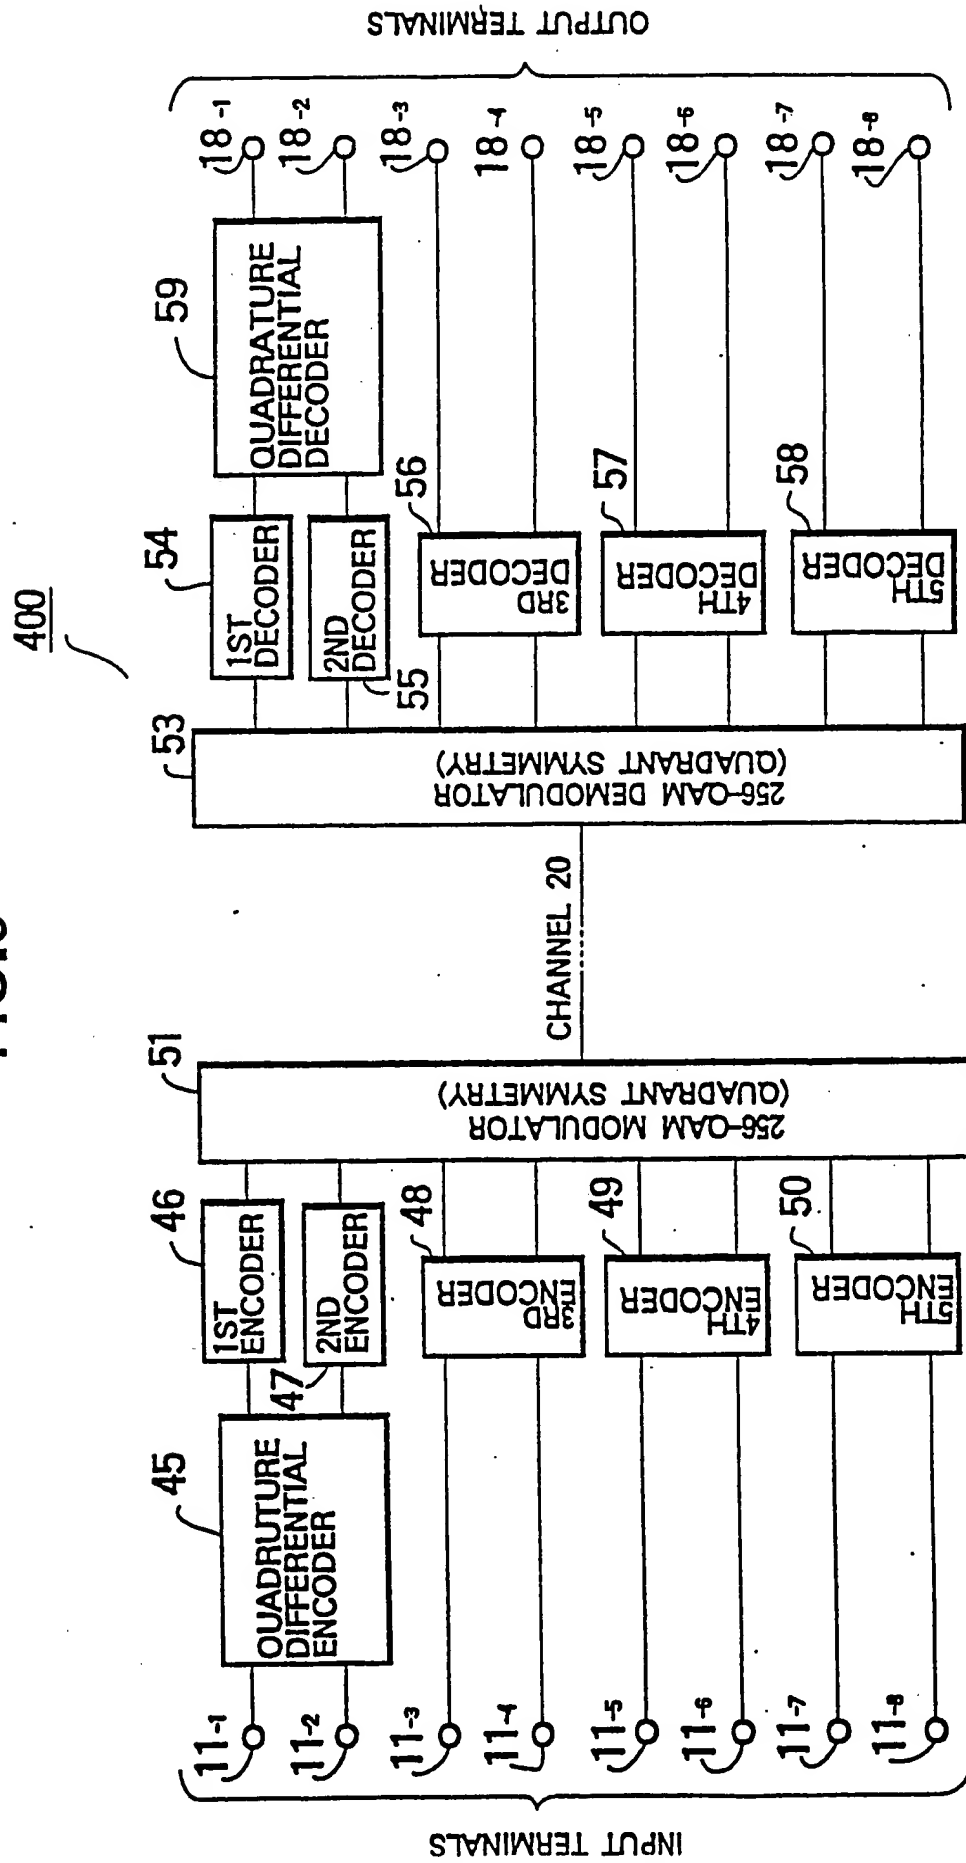 400
INPUT TERMINALS
11-1
11-2
11-3
11-4
11-5
11-6
11-7
11-8
45
QUADRUTURE
DIFFERENTIAL
ENCODER
46
1ST
ENCODER
47
2ND
ENCODER
48
3RD
ENCODER
49
4TH
ENCODER
50
5TH
ENCODER
51
256-QAM MODULATOR
(QUADRANT SYMMETRY)
CHANNEL 20
53
256-QAM DEMODULATOR
(QUADRANT SYMMETRY)
54
1ST
DECODER
55
2ND
DECODER
56
3RD
DECODER
57
4TH
DECODER
58
5TH
DECODER
59
QUADRATURE
DIFFERENTIAL
DECODER
18-1
18-2
18-3
18-4
18-5
18-6
18-7
18-8
OUTPUT TERMINALS